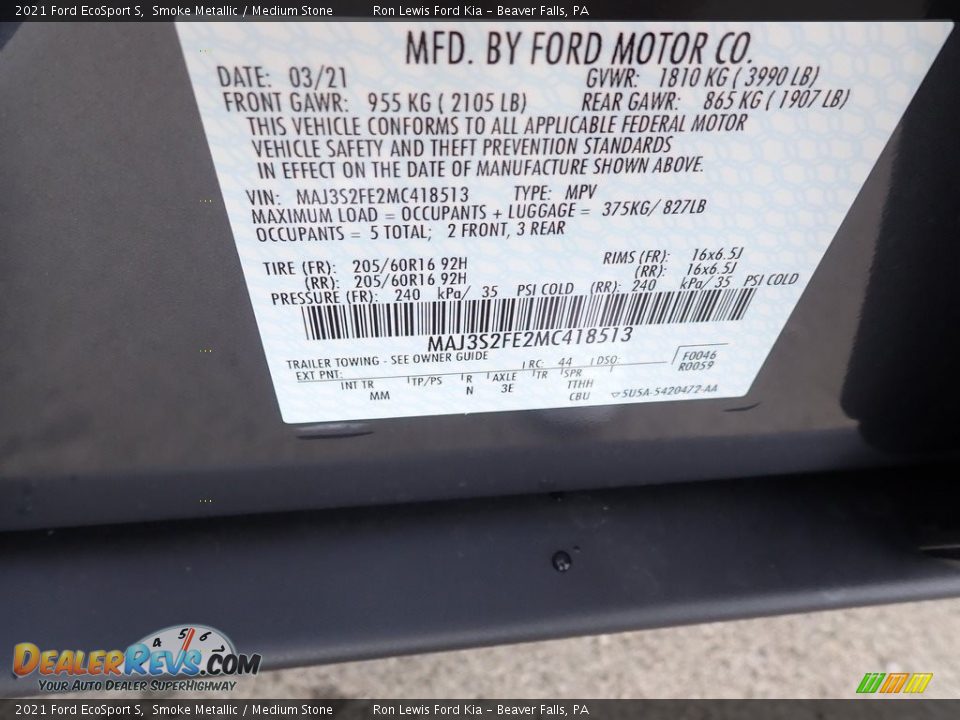 2021 Ford EcoSport S, Smoke Metallic / Medium Stone Ron Lewis Ford Kia - Beaver Falls, PA
MFD. BY FORD MOTOR CO.
DATE: 03/21 GVWR: 1810 KG ( 3990 LB)
FRONT GAWR: 955 KG ( 2105 LB) REAR GAWR: 865 KG ( 1907 LB)
THIS VEHICLE CONFORMS TO ALL APPLICABLE FEDERAL MOTOR
VEHICLE SAFETY AND THEFT PREVENTION STANDARDS
IN EFFECT ON THE DATE OF MANUFACTURE SHOWN ABOVE.
VIN: MAJ3S2FE2MC418513 TYPE: MPV
MAXIMUM LOAD = OCCUPANTS + LUGGAGE = 375KG/ 827LB
OCCUPANTS = 5 TOTAL; 2 FRONT, 3 REAR
TIRE (FR): 205/60R16 92H RIMS (FR): 16x6.5J
(RR): 205/60R16 92H (RR): 16x6.5J
PRESSURE (FR): 240 kPa/ 35 PSI COLD (RR): 240 kPa/ 35 PSI COLD
MAJ3S2FE2MC418513
TRAILER TOWING - SEE OWNER GUIDE
EXT PNT: RC: 44 DSO: F0046
R0059
INT TR TP/PS R AXLE TR SPR
MM N 3E TTHH
CBU SU5A-5420472-AA
4 5 6
DEALERREVS.COM
YOUR AUTO DEALER SUPERHIGHWAY
2021 Ford EcoSport S, Smoke Metallic / Medium Stone Ron Lewis Ford Kia - Beaver Falls, PA